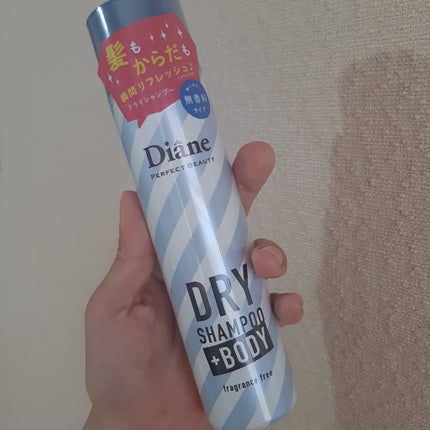 髪も
からだも
瞬間リフレッシュ♪
ドライシャンプー
無香料
タイプ
Diane
PERFECT BEAUTY
DRY
SHAMPOO
+BODY
fragrance free